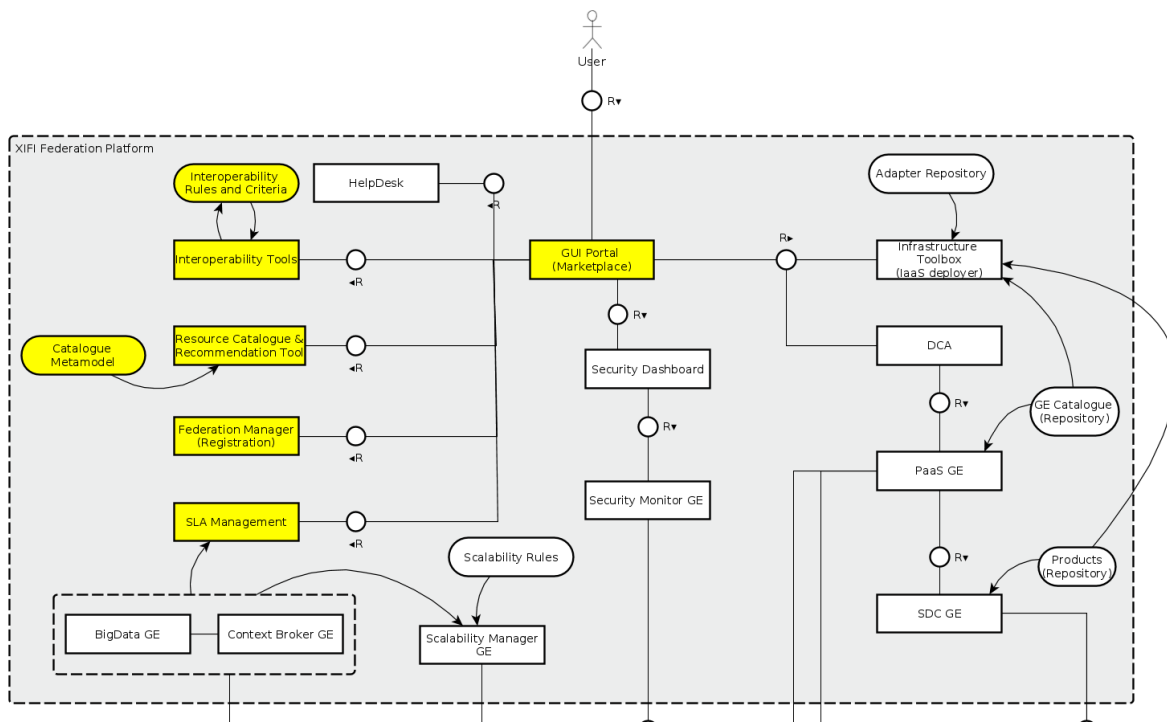 User
R▾
XIFI Federation Platform
Interoperability
Rules and Criteria
HelpDesk
◂R
Adapter Repository
Interoperability Tools
◂R
GUI Portal
(Marketplace)
R▸
Infrastructure
Toolbox
(IaaS deployer)
R▾
Catalogue
Metamodel
Resource Catalogue &
Recommendation Tool
◂R
Security Dashboard
DCA
R▾
GE Catalogue
(Repository)
Federation Manager
(Registration)
◂R
R▾
PaaS GE
Security Monitor GE
SLA Management
◂R
Scalability Rules
R▾
Products
(Repository)
BigData GE
Context Broker GE
Scalability Manager
GE
SDC GE